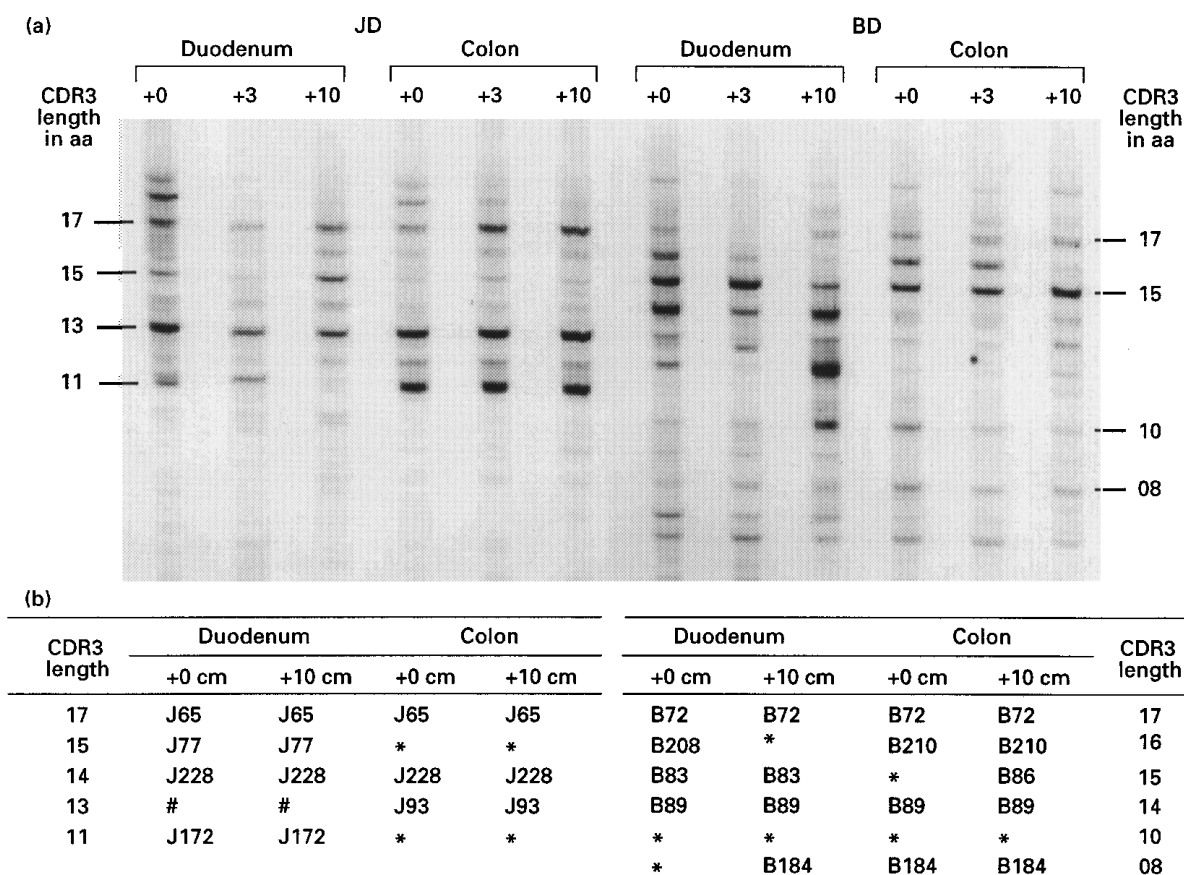 (a) JD BD
Duodenum Colon Duodenum Colon
CDR3 length in aa +0 +3 +10 +0 +3 +10 +0 +3 +10 +0 +3 +10 CDR3 length in aa
17 17
15 15
13
11
10
08
(b)
CDR3 length Duodenum Colon Duodenum Colon CDR3 length
+0 cm +10 cm +0 cm +10 cm +0 cm +10 cm +0 cm +10 cm
17 J65 J65 J65 J65 B72 B72 B72 B72 17
15 J77 J77 * * B208 * B210 B210 16
14 J228 J228 J228 J228 B83 B83 * B86 15
13 # # J93 J93 B89 B89 B89 B89 14
11 J172 J172 * * * * * * 10
* B184 B184 B184 08